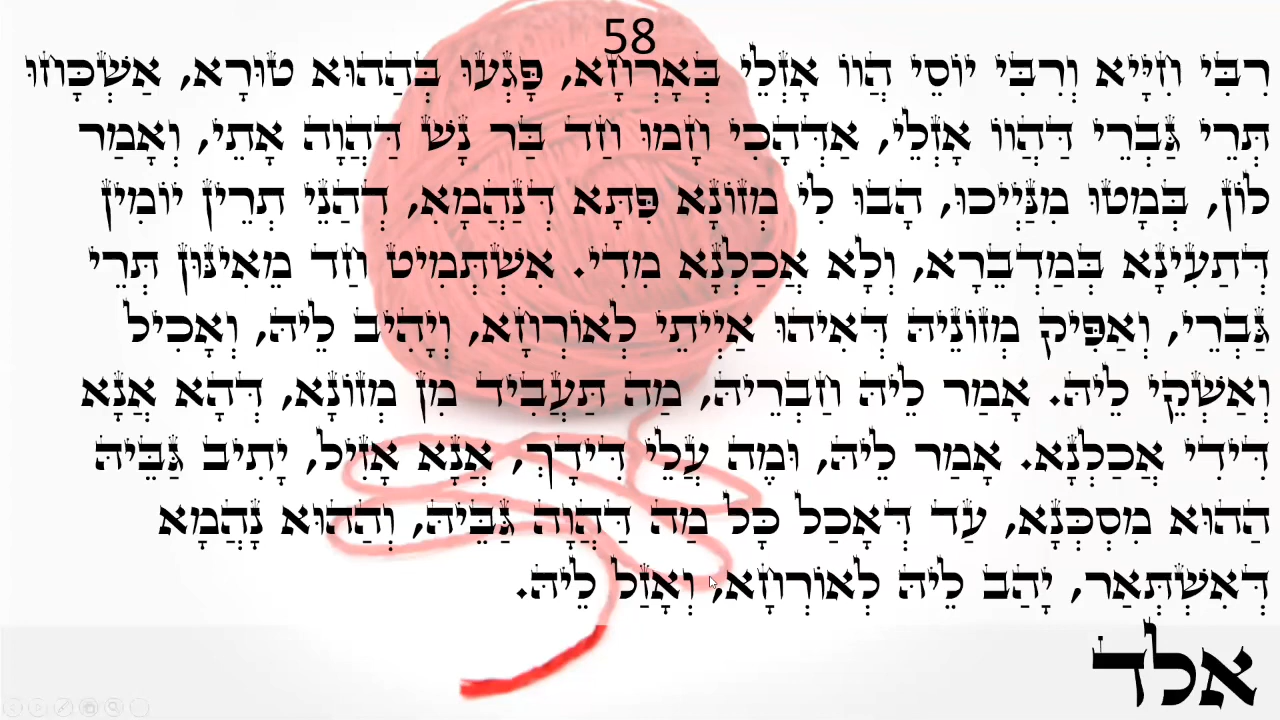 58
רִבִּי חִיָּיא וְרִבִּי יוֹסֵי הֲווֹ אָזְלֵי בְּאָרְחָא, פָּגְעוּ בְּהַהוּא טוּרָא, אַשְׁכָּחוּ
תְּרֵי גַּבְרֵי דַּהֲווֹ אָזְלֵי, אַדְּהָכִי חָמוּ חַד בַּר נָשׁ דַּהֲוָה אָתֵי, וְאָמַר
לוֹן, בְּמָטוּ מִנַּיְיכוּ, הָבוּ לִי מְזוֹנָא פִּתָּא דְּנַהֲמָא, דְּהַנֵּי תְרֵין יוֹמִין
דְּתַעִינָא בְּמַדְבְּרָא, וְלָא אֲכַלְנָא מִדִי. אִשְׁתְּמִיט חַד מֵאִינּוּן תְּרֵי
גַּבְרֵי, וְאַפִּיק מְזוֹנֵיהּ דְּאִיהוּ אַיְיתֵי לְאוֹרְחָא, וְיָהִיב לֵיהּ, וְאָכִיל
וְאַשְׁקֵי לֵיהּ. אָמַר לֵיהּ חַבְרֵיהּ, מַה תַּעֲבִיד מִן מְזוֹנָא, דְּהָא אֲנָא
דִּידִי אֲכַלְנָא. אָמַר לֵיהּ, וּמֶה עֲלֵי דִּידָךְ, אֲנָא אָזִיל, יָתִיב גַּבֵּיהּ
הַהוּא מִסְכְּנָא, עַד דְּאָכַל כָּל מַה דַּהֲוָה גַּבֵּיהּ, וְהַהוּא נָהֲמָא
דְּאִשְׁתְּאַר, יָהַב לֵיהּ לְאוֹרְחָא, וְאָזַל לֵיהּ.
אלד